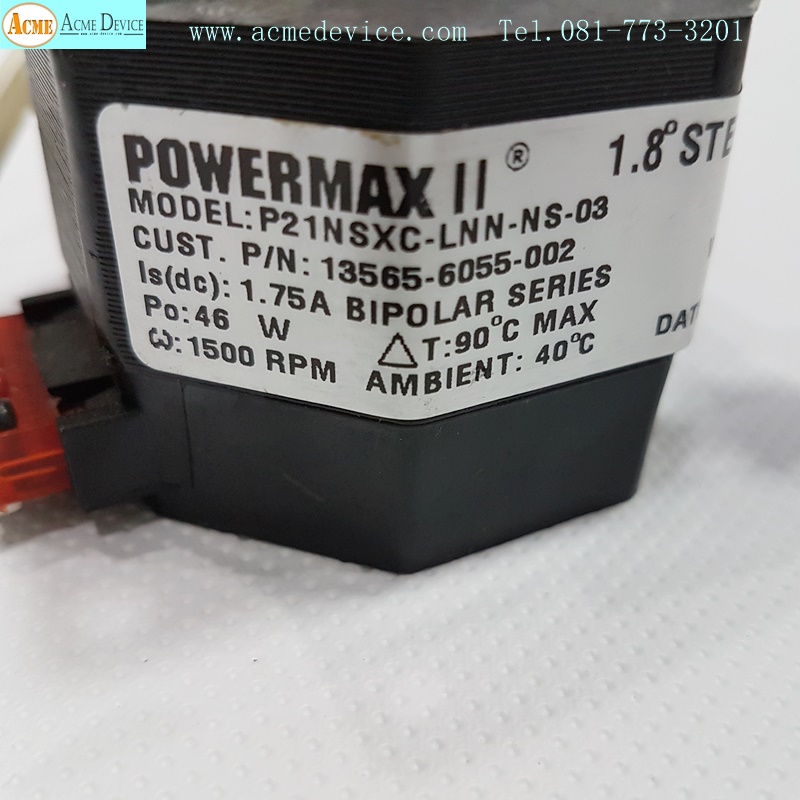 ACME
ACME DEVICE
www.acmedevice.com Tel.081-773-3201
POWERMAX II ®
1.8° STE
MODEL: P21NSXC-LNN-NS-03
CUST. P/N: 13565-6055-002
Is(dc): 1.75A BIPOLAR SERIES
Po: 46 W
△T: 90°C MAX
ω: 1500 RPM
AMBIENT: 40°C
DAT